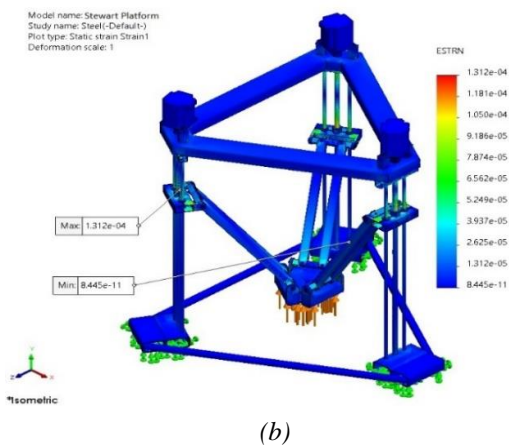 Model name: Stewart Platform
Study name: Steel(-Default-)
Plot type: Static strain Strain1
Deformation scale: 1
ESTRN
1.312e-04
1.181e-04
1.050e-04
9.186e-05
7.874e-05
6.562e-05
5.249e-05
3.937e-05
2.625e-05
1.312e-05
8.445e-11
Max: 1.312e-04
Min: 8.445e-11
Y
Z
X
*Isometric
(b)